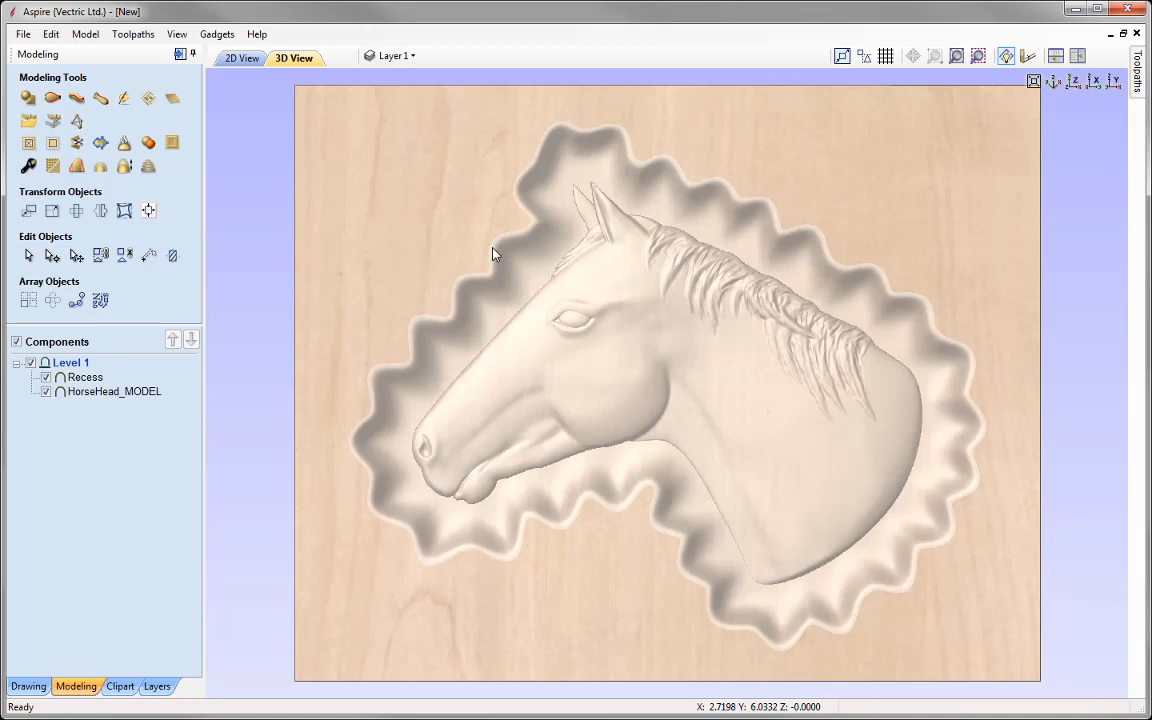 Aspire {Vectric Ltd.} - [New]
File Edit Model Toolpaths View Gadgets Help
Modeling
2D View 3D View Layer 1
Toolpaths
Modeling Tools
Z X Y
Transform Objects
Edit Objects
Array Objects
Components
Level 1
Recess
HorseHead_MODEL
Drawing Modeling Clipart Layers
Ready X: 2.7198 Y: 6.0332 Z: -0.0000